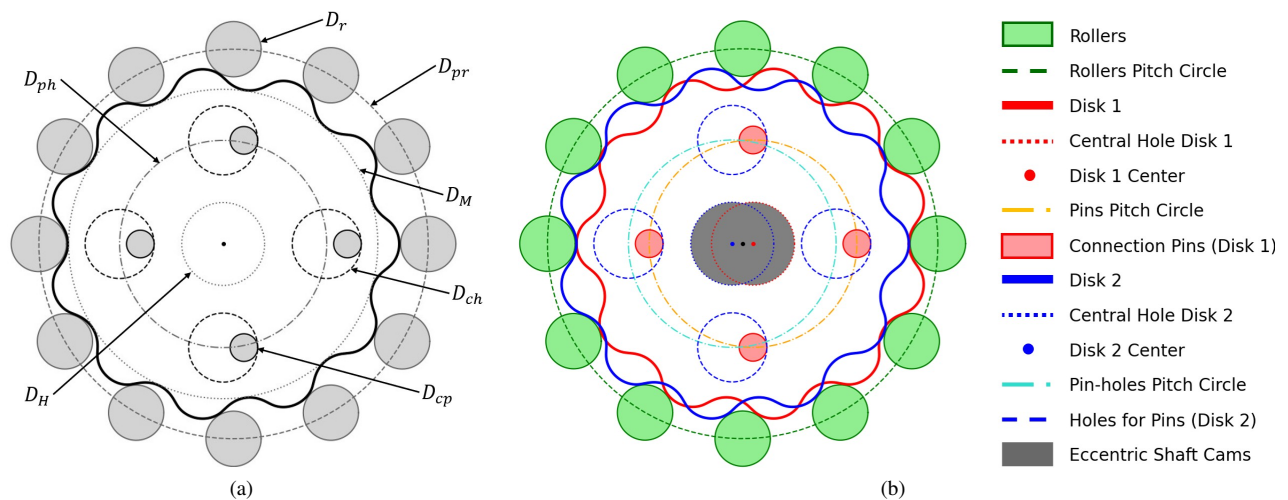 D_r
D_pr
D_ph
D_M
D_ch
D_H
D_cp
(a)
(b)
Rollers
Rollers Pitch Circle
Disk 1
Central Hole Disk 1
Disk 1 Center
Pins Pitch Circle
Connection Pins (Disk 1)
Disk 2
Central Hole Disk 2
Disk 2 Center
Pin-holes Pitch Circle
Holes for Pins (Disk 2)
Eccentric Shaft Cams